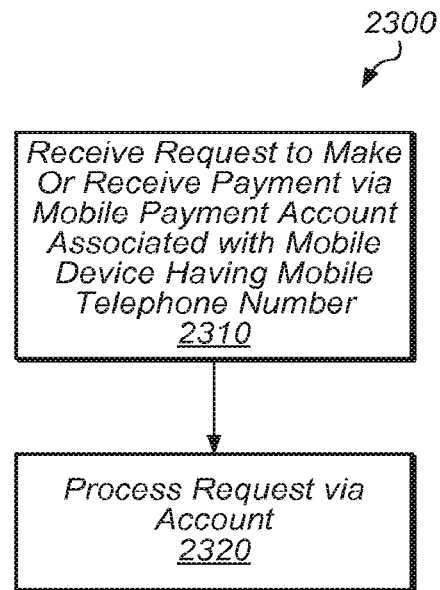 2300
Receive Request to Make
Or Receive Payment via
Mobile Payment Account
Associated with Mobile
Device Having Mobile
Telephone Number
2310
Process Request via
Account
2320